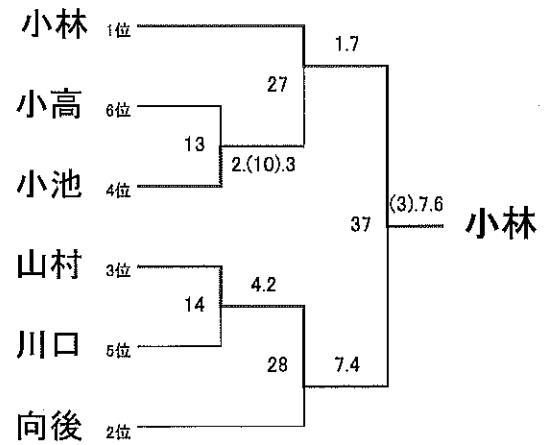 小林 1位
1.7
27
小高 6位
13
2.(10).3
小池 4位
(3).7.6
37
小林
山村 3位
4.2
14
川口 5位
28
7.4
向後 2位